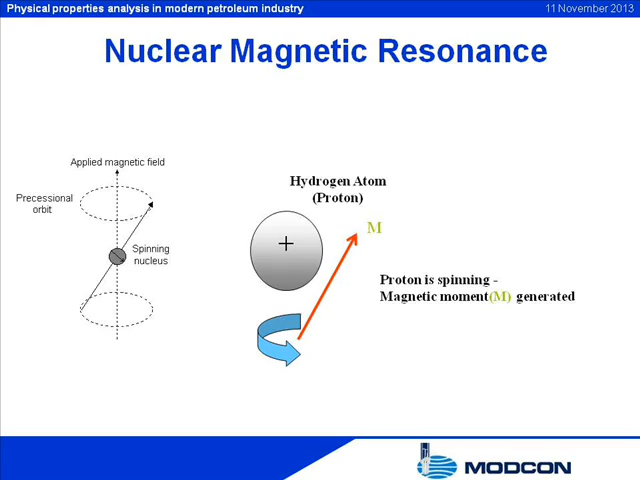 Physical properties analysis in modern petroleum industry
11 November 2013
Nuclear Magnetic Resonance
Applied magnetic field
Precessional
orbit
Spinning
nucleus
Hydrogen Atom
(Proton)
+
M
Proton is spinning -
Magnetic moment(M) generated
MODCON